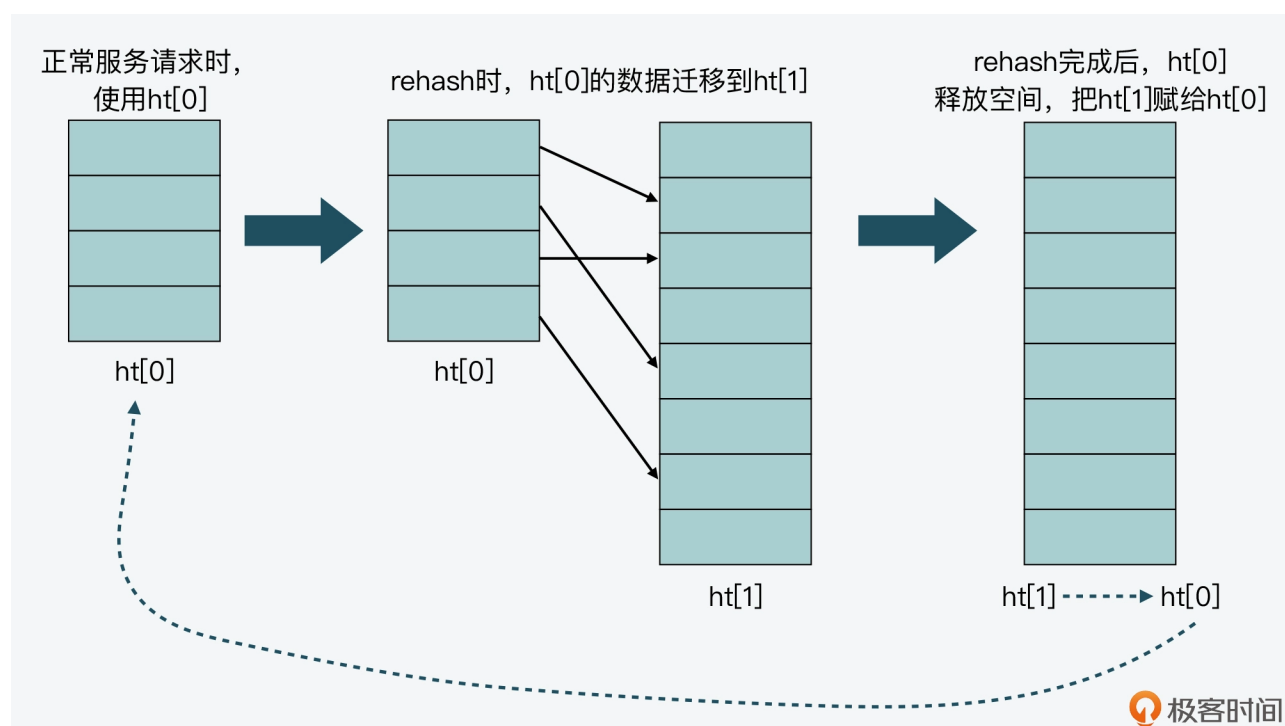 正常服务请求时，
使用ht[0]
rehash时，ht[0]的数据迁移到ht[1]
rehash完成后，ht[0]
释放空间，把ht[1]赋给ht[0]
ht[0]
ht[0]
ht[1]
ht[1]
ht[0]
极客时间